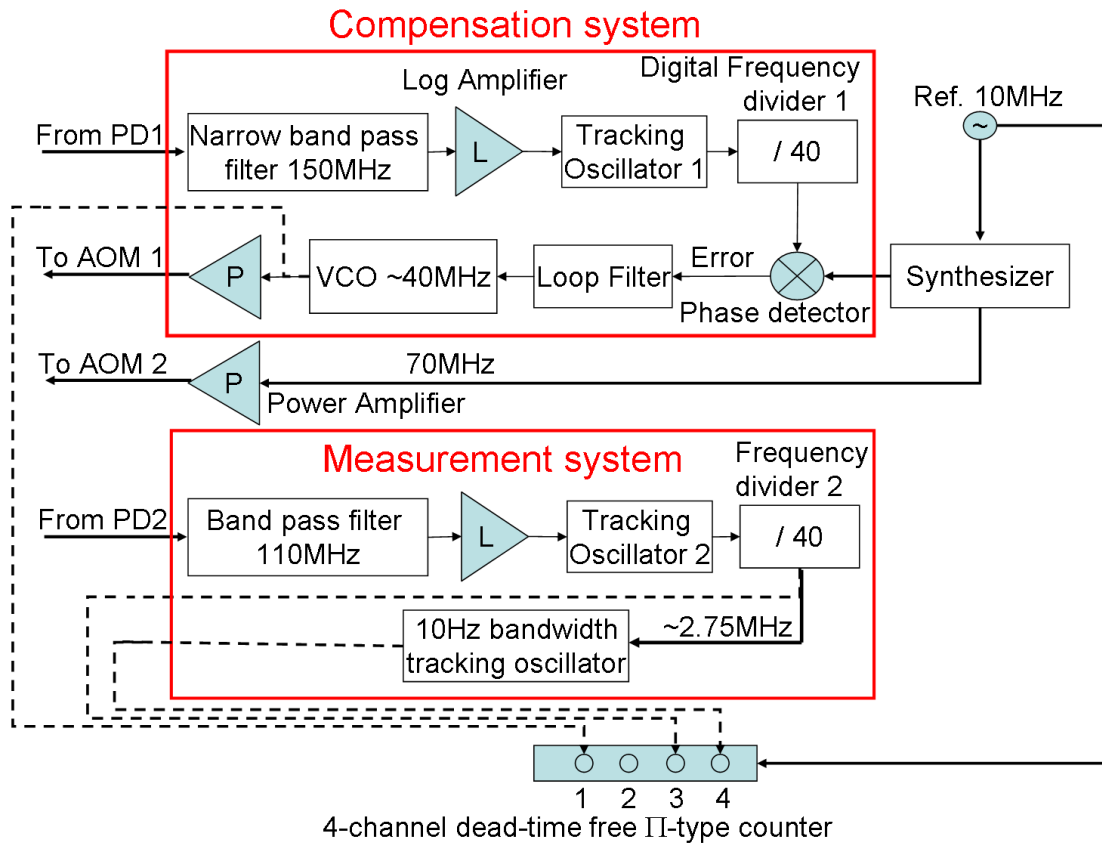 Compensation system
Log Amplifier
Digital Frequency
divider 1
Ref. 10MHz
~
From PD1
Narrow band pass
filter 150MHz
L
Tracking
Oscillator 1
/ 40
To AOM 1
P
VCO ~40MHz
Loop Filter
Error
Phase detector
Synthesizer
To AOM 2
P
70MHz
Power Amplifier
Measurement system
Frequency
divider 2
From PD2
Band pass filter
110MHz
L
Tracking
Oscillator 2
/ 40
10Hz bandwidth
tracking oscillator
~2.75MHz
1 2 3 4
4-channel dead-time free Π-type counter